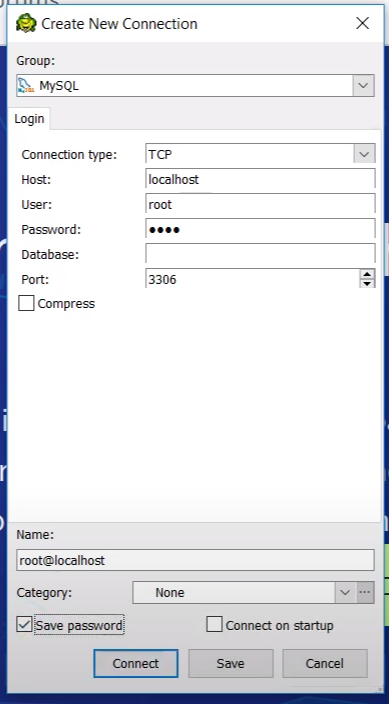 Create New Connection
Group:
MySQL
Login
Connection type: TCP
Host: localhost
User: root
Password: ●●●●
Database:
Port: 3306
Compress
Name:
root@localhost
Category: None ...
Save password Connect on startup
Connect Save Cancel